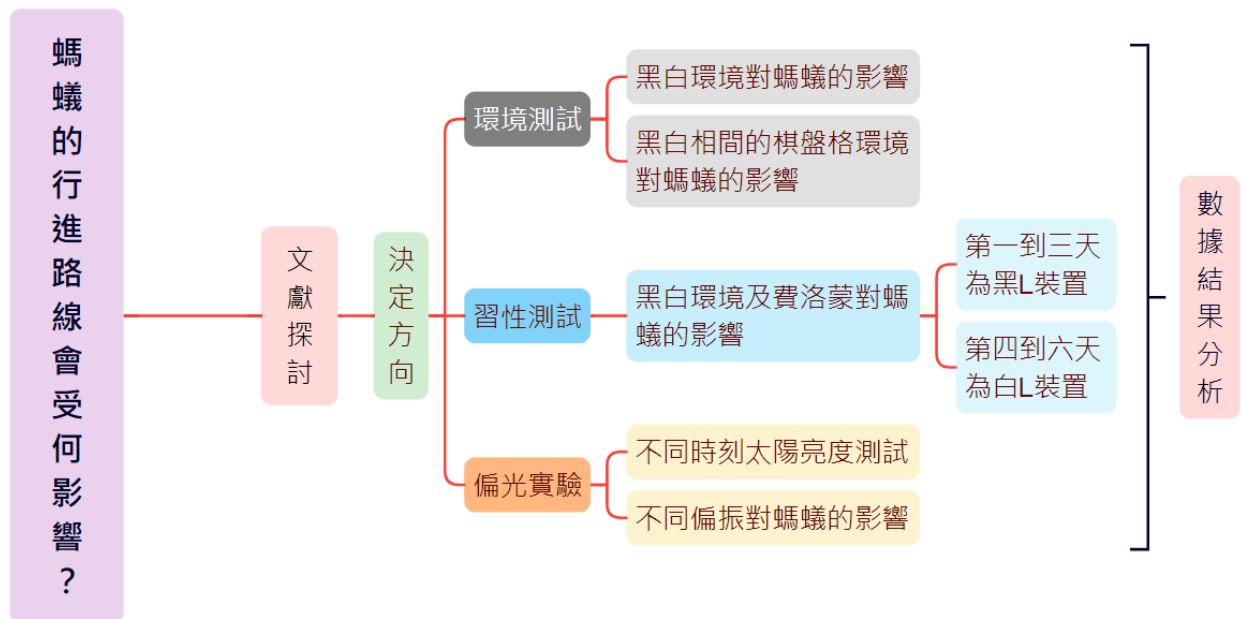 螞蟻的行進路線會受何影響？
文獻探討
決定方向
環境測試
黑白環境對螞蟻的影響
黑白相間的棋盤格環境
對螞蟻的影響
習性測試
黑白環境及費洛蒙對螞
蟻的影響
第一到三天
為黑L裝置
第四到六天
為白L裝置
偏光實驗
不同時刻太陽亮度測試
不同偏振對螞蟻的影響
數據結果分析